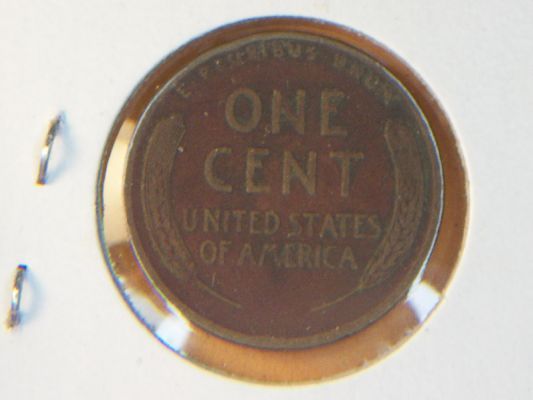 E PLURIBUS UNUM
ONE
CENT
UNITED STATES
OF AMERICA